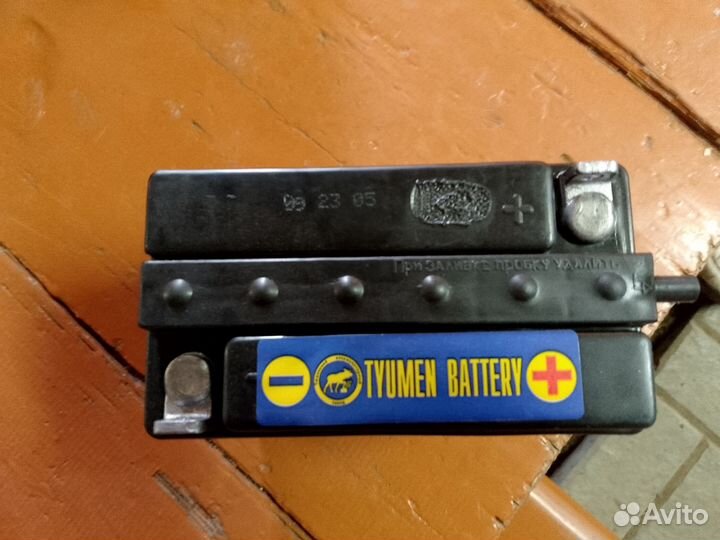 09 23 05
+
При заливке пробку удалить
− TYUMEN BATTERY +
Avito